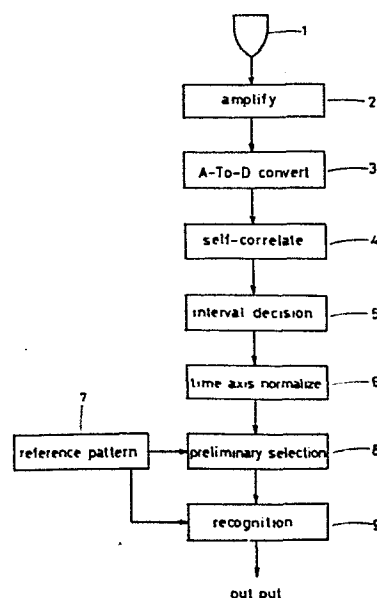 1
amplify
2
A-To-D convert
3
self-correlate
4
interval decision
5
time axis normalize
6
7
reference pattern
preliminary selection
8
recognition
9
out put